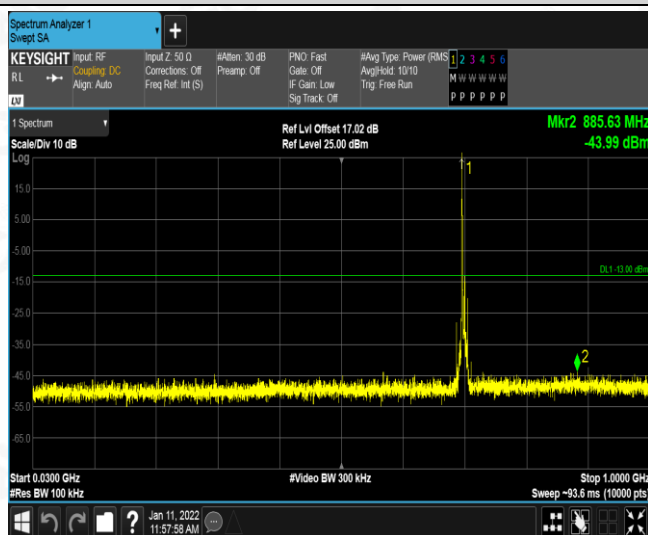 Spectrum Analyzer 1
Swept SA
+
KEYSIGHT
RL
LXI
Input: RF
Coupling: DC
Align: Auto
Input Z: 50 Ω
Corrections: Off
Freq Ref: Int (S)
#Atten: 30 dB
Preamp: Off
PNO: Fast
Gate: Off
IF Gain: Low
Sig Track: Off
#Avg Type: Power (RMS
Avg|Hold: 10/10
Trig: Free Run
1 2 3 4 5 6
M W W W W W
P P P P P P
1 Spectrum
Scale/Div 10 dB
Ref Lvl Offset 17.02 dB
Ref Level 25.00 dBm
Mkr2 885.63 MHz
-43.99 dBm
Log
15.0
5.00
-5.00
-15.0
-25.0
-35.0
-45.0
-55.0
-65.0
1
DL1 -13.00 dBm
2
Start 0.0300 GHz
#Res BW 100 kHz
#Video BW 300 kHz
Stop 1.0000 GHz
Sweep ~93.6 ms (10000 pts)
?
Jan 11, 2022
11:57:58 AM